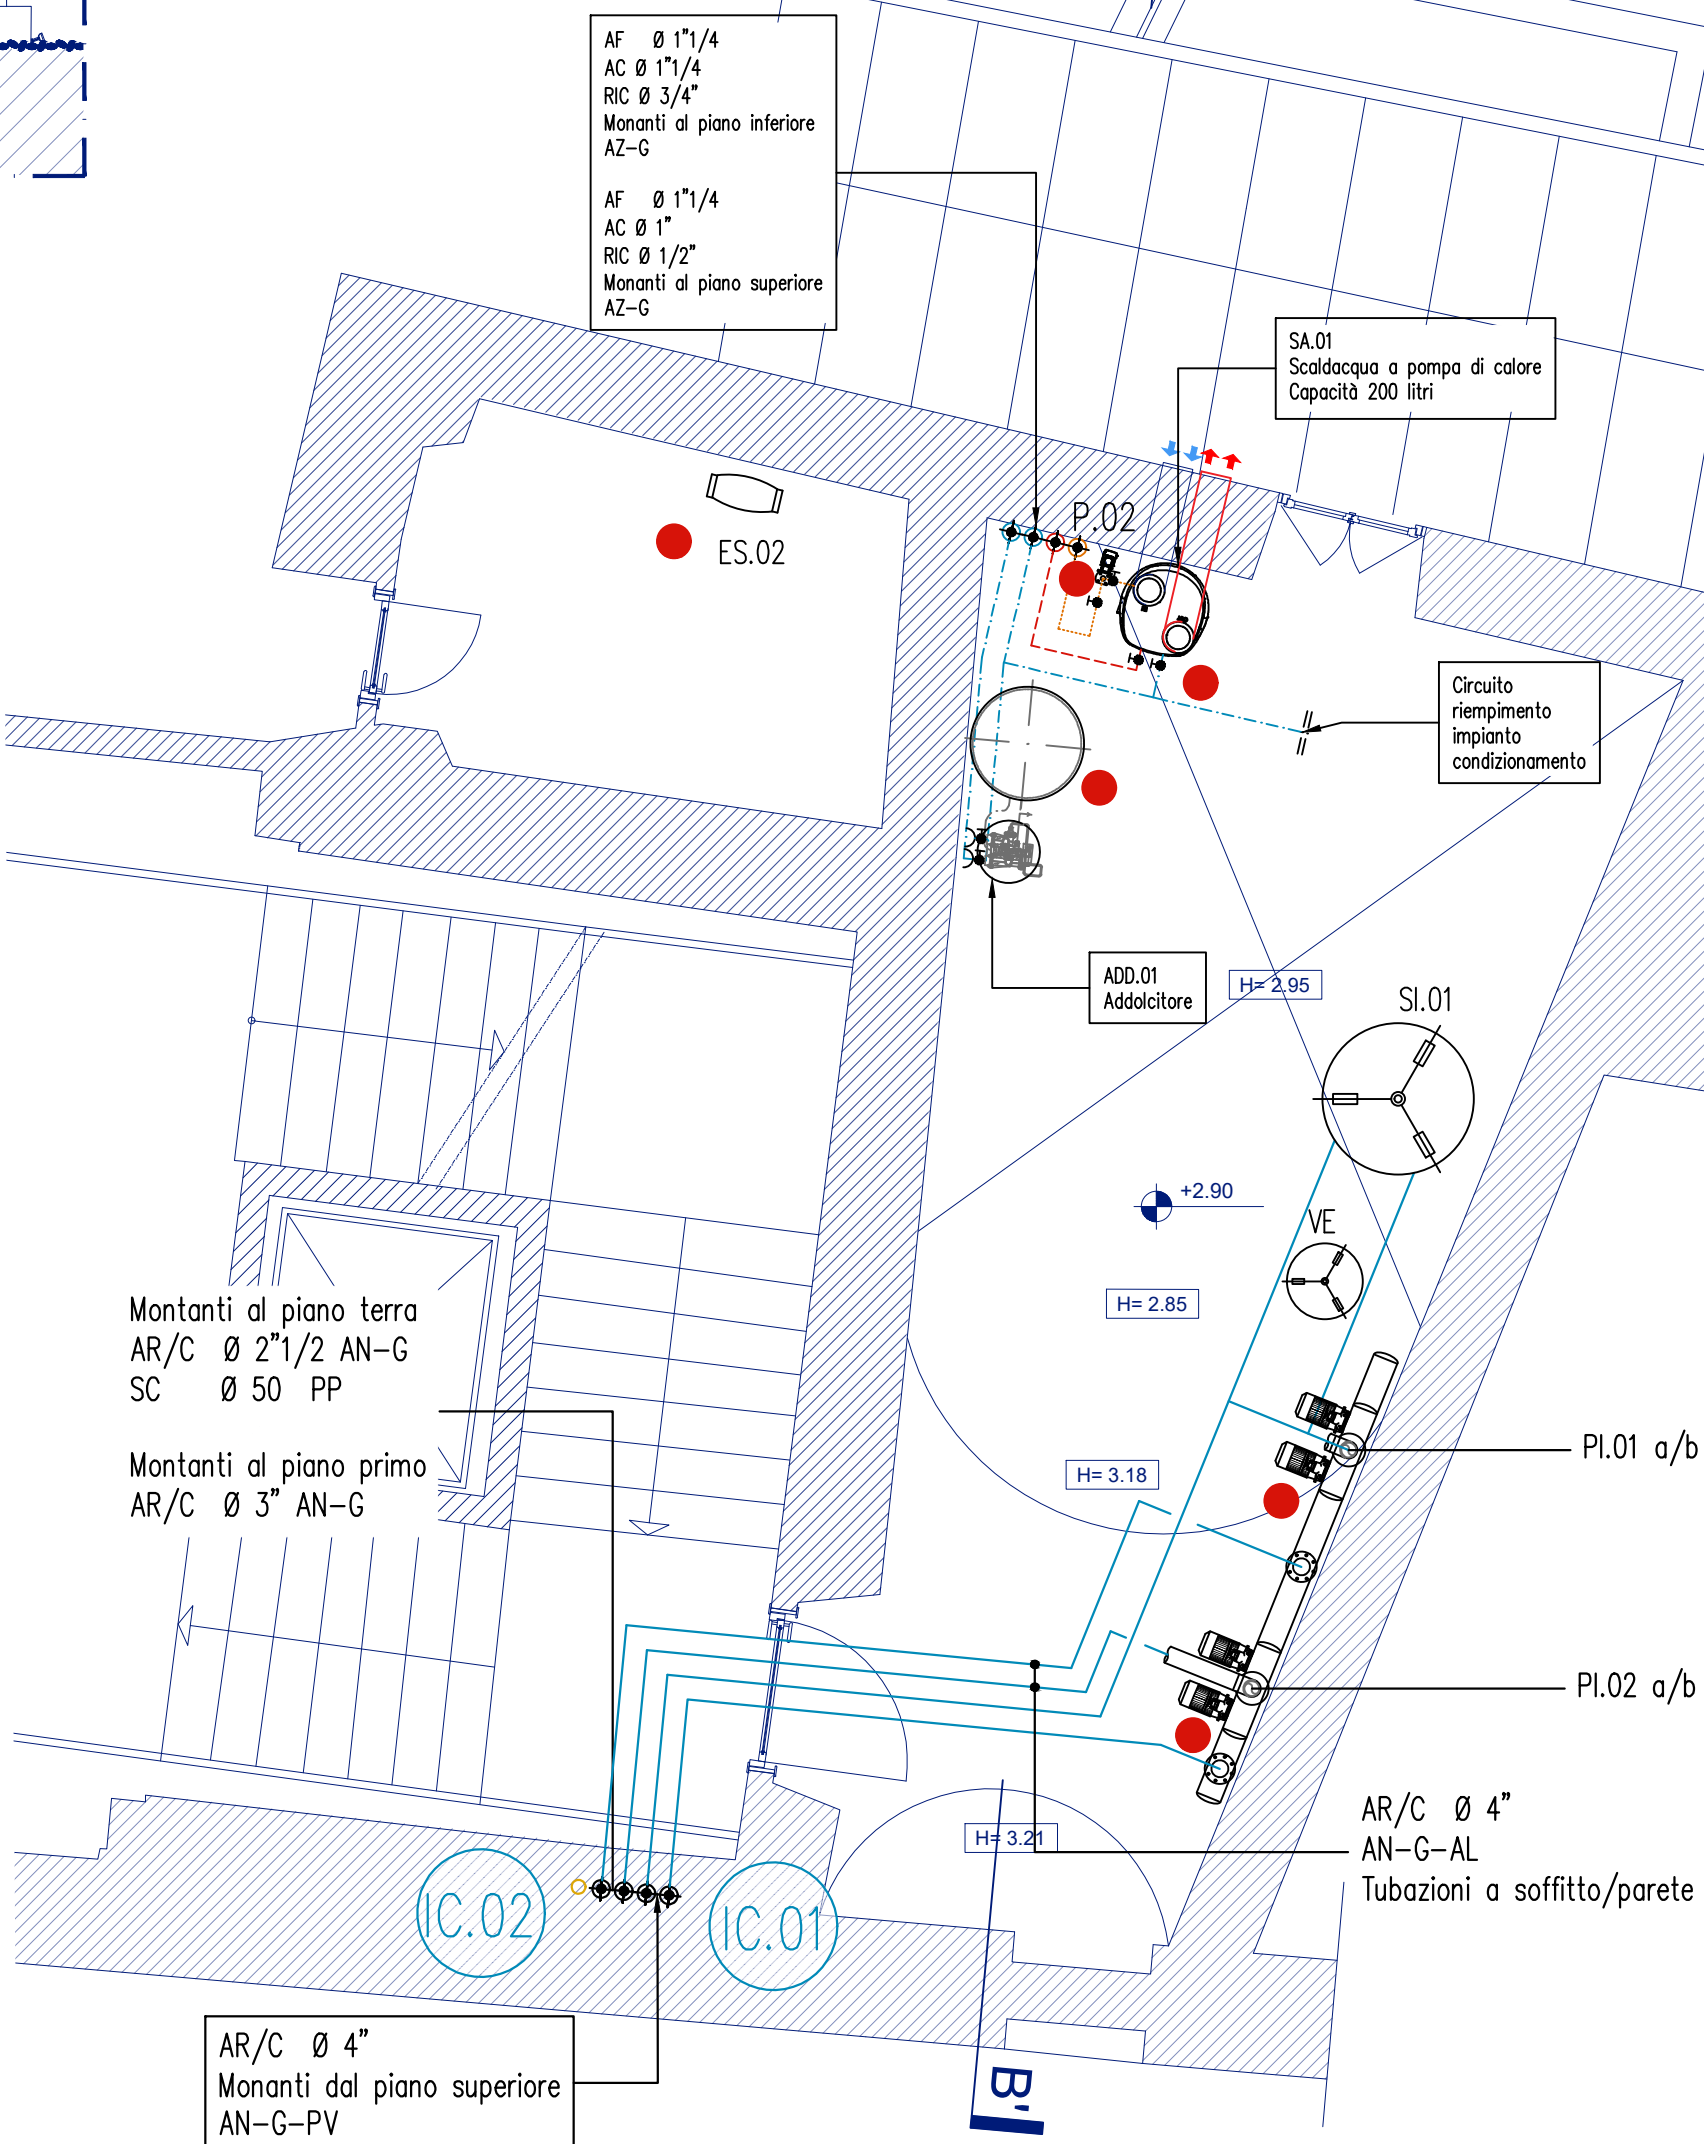 AF Ø 1"1/4
AC Ø 1"1/4
RIC Ø 3/4"
Monanti al piano inferiore
AZ-G
AF Ø 1"1/4
AC Ø 1"
RIC Ø 1/2"
Monanti al piano superiore
AZ-G
SA.01
Scaldacqua a pompa di calore
Capacità 200 litri
P.02
ES.02
Circuito
riempimento
impianto
condizionamento
ADD.01
Addolcitore
H= 2.95
SI.01
+2.90
VE
H= 2.85
Montanti al piano terra
AR/C Ø 2"1/2 AN-G
SC Ø 50 PP
Montanti al piano primo
AR/C Ø 3" AN-G
PI.01 a/b
H= 3.18
PI.02 a/b
AR/C Ø 4"
AN-G-AL
Tubazioni a soffitto/parete
H= 3.21
IC.02
IC.01
AR/C Ø 4"
Monanti dal piano superiore
AN-G-PV
B'